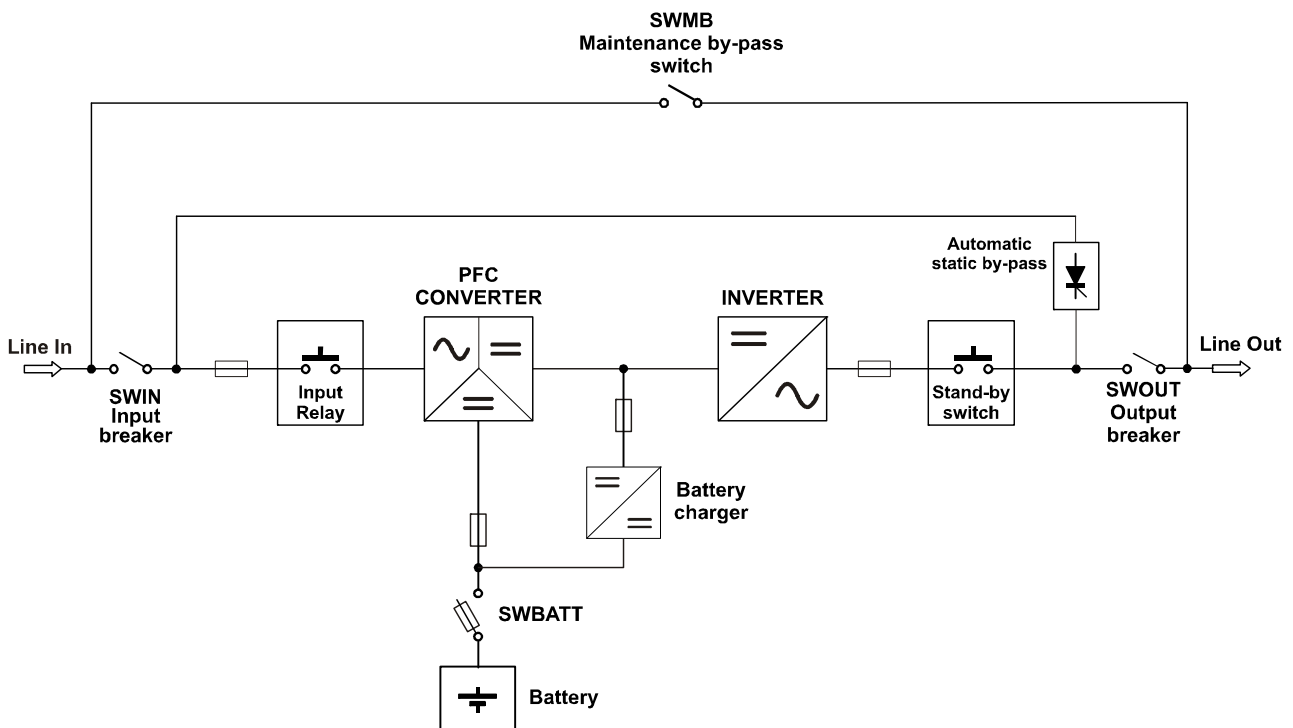 SWMB
Maintenance by-pass
switch
Automatic
static by-pass
PFC
CONVERTER
INVERTER
Line In
Line Out
SWIN
Input
breaker
Input
Relay
Stand-by
switch
SWOUT
Output
breaker
Battery
charger
SWBATT
Battery